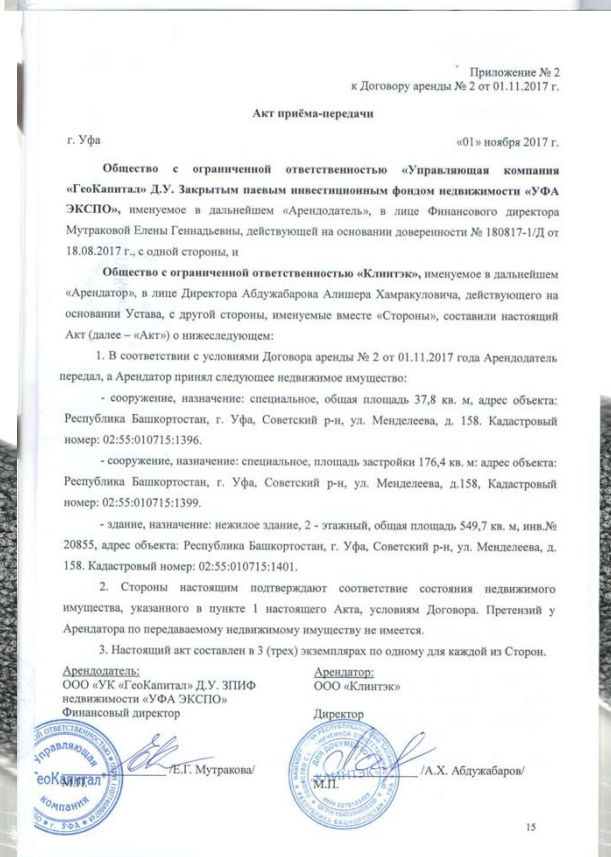 Приложение № 2
к Договору аренды № 2 от 01.11.2017 г.
Акт приёма-передачи
г. Уфа «01» ноября 2017 г.
Общество с ограниченной ответственностью «Управляющая компания
«ГеоКапитал» Д.У. Закрытым паевым инвестиционным фондом недвижимости «УФА
ЭКСПО», именуемое в дальнейшем «Арендодатель», в лице Финансового директора
Мутраковой Елены Геннадьевны, действующей на основании доверенности № 180817-1/Д от
18.08.2017 г., с одной стороны, и
Общество с ограниченной ответственностью «Клинтэк», именуемое в дальнейшем
«Арендатор», в лице Директора Абдужабарова Алишера Хамракуловича, действующего на
основании Устава, с другой стороны, именуемые вместе «Стороны», составили настоящий
Акт (далее – «Акт») о нижеследующем:
1. В соответствии с условиями Договора аренды № 2 от 01.11.2017 года Арендодатель
передал, а Арендатор принял следующее недвижимое имущество:
- сооружение, назначение: специальное, общая площадь 37,8 кв. м, адрес объекта:
Республика Башкортостан, г. Уфа, Советский р-н, ул. Менделеева, д. 158. Кадастровый
номер: 02:55:010715:1396.
- сооружение, назначение: специальное, площадь застройки 176,4 кв. м: адрес объекта:
Республика Башкортостан, г. Уфа, Советский р-н, ул. Менделеева, д.158, Кадастровый
номер: 02:55:010715:1399.
- здание, назначение: нежилое здание, 2 - этажный, общая площадь 549,7 кв. м, инв.№
20855, адрес объекта: Республика Башкортостан, г. Уфа, Советский р-н, ул. Менделеева, д.
158. Кадастровый номер: 02:55:010715:1401.
2. Стороны настоящим подтверждают соответствие состояния недвижимого
имущества, указанного в пункте 1 настоящего Акта, условиям Договора. Претензий у
Арендатора по передаваемому недвижимому имуществу не имеется.
3. Настоящий акт составлен в 3 (трех) экземплярах по одному для каждой из Сторон.
Арендодатель:
ООО «УК «ГеоКапитал» Д.У. ЗПИФ
недвижимости «УФА ЭКСПО»
Финансовый директор
/Е.Г. Мутракова/
М.П.
Управляющая
"ГеоКапитал"
компания
Арендатор:
ООО «Клинтэк»
Директор
/А.Х. Абдужабаров/
М.П.
ДЛЯ ДОКУМЕНТОВ
"КЛИНТЭК"
15